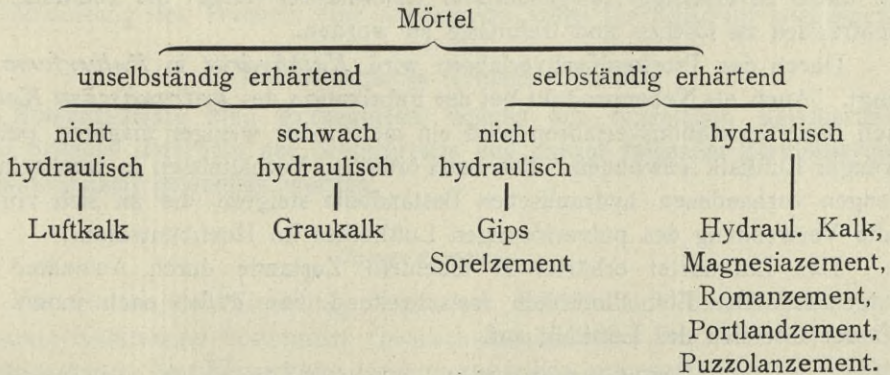 Mörtel
unselbständig erhärtend selbständig erhärtend
nicht schwach nicht hydraulisch
hydraulisch hydraulisch hydraulisch
Luftkalk Graukalk Gips Hydraul. Kalk,
Sorelzement Magnesiazement,
Romanzement,
Portlandzement,
Puzzolanzement.